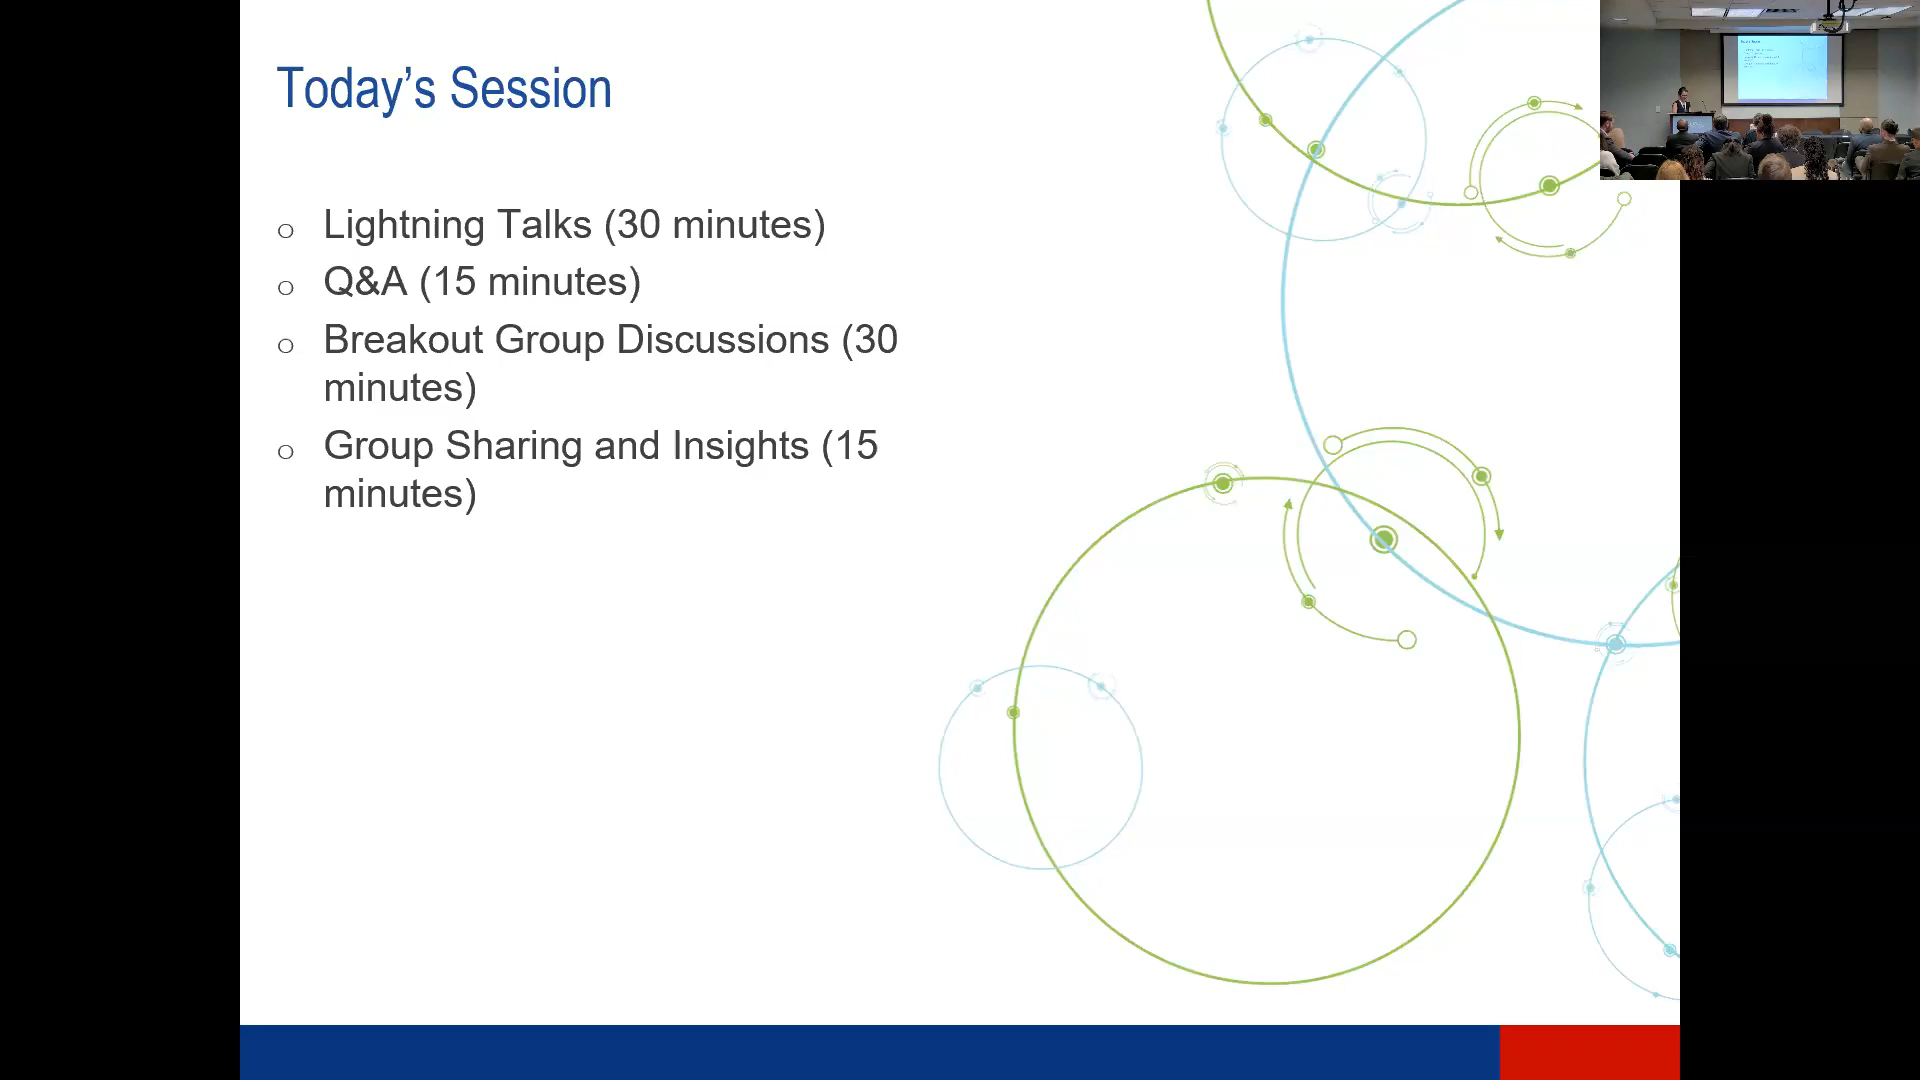 Today’s Session
Lightning Talks (30 minutes)
Q&A (15 minutes)
Breakout Group Discussions (30
minutes)
Group Sharing and Insights (15
minutes)